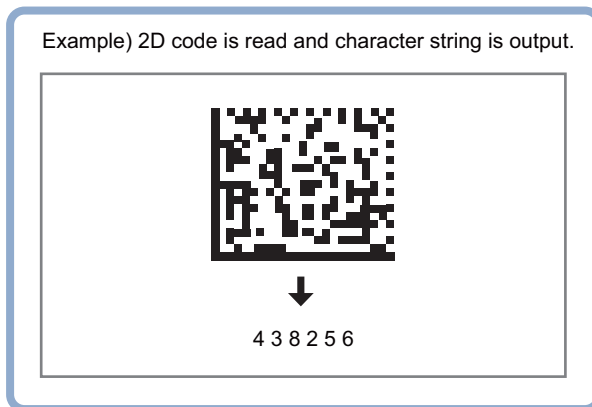 Example) 2D code is read and character string is output.
4 3 8 2 5 6